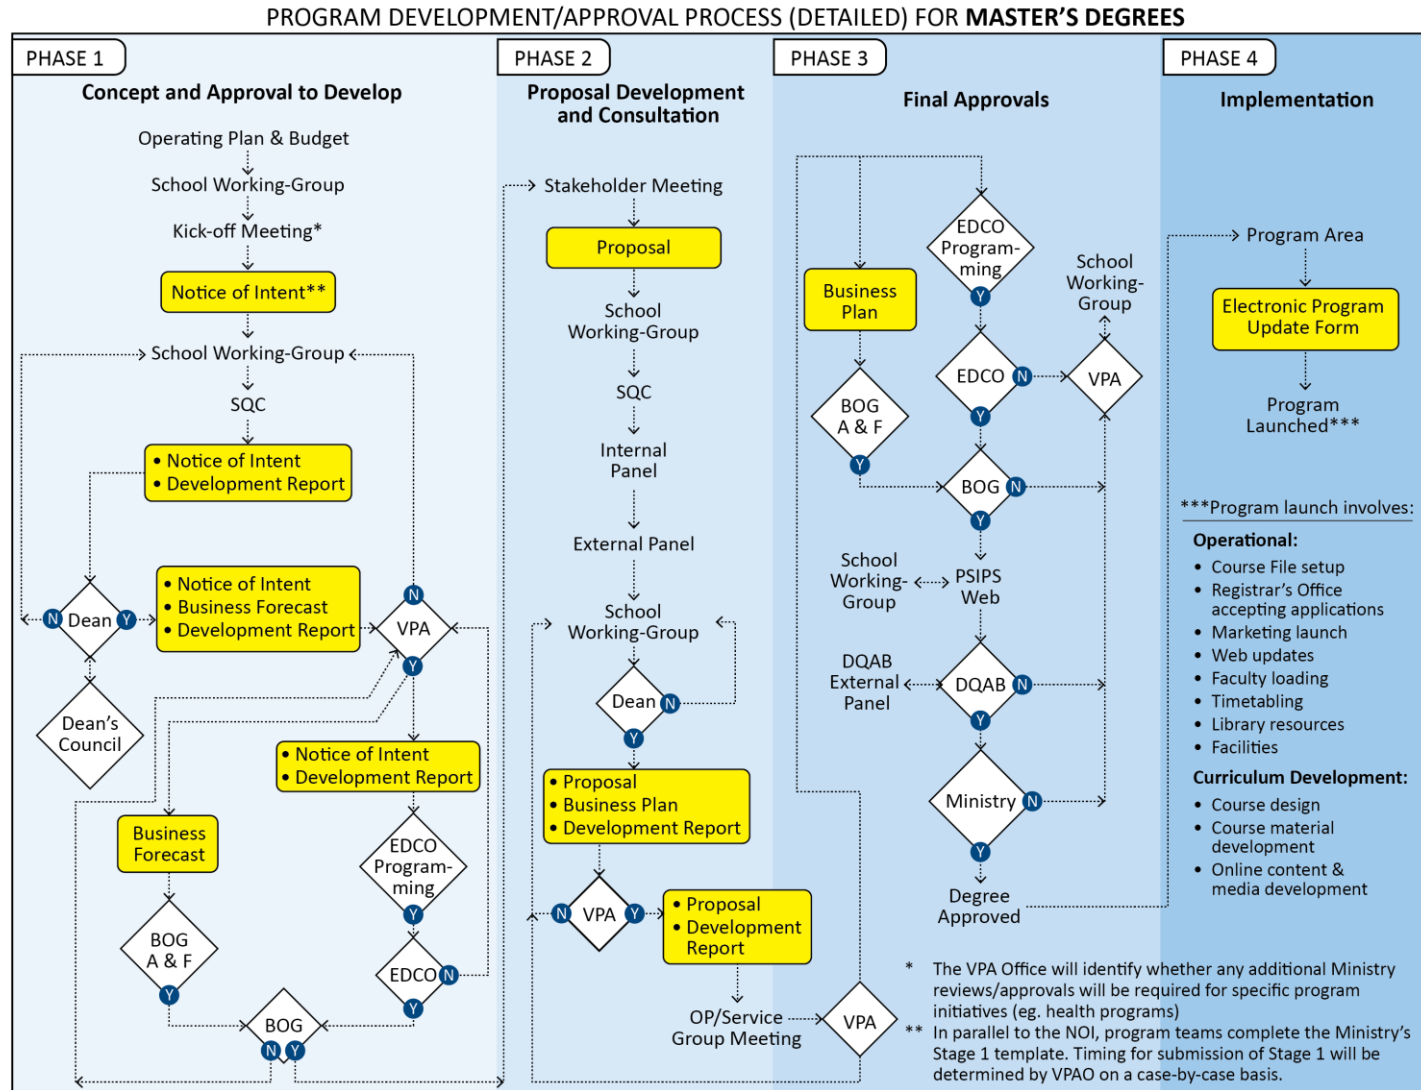 PROGRAM DEVELOPMENT/APPROVAL PROCESS (DETAILED) FOR MASTER'S DEGREES
PHASE 1
Concept and Approval to Develop
Operating Plan & Budget
School Working-Group
Kick-off Meeting*
Notice of Intent**
School Working-Group
SQC
• Notice of Intent
• Development Report
N
Dean
Y
• Notice of Intent
• Business Forecast
• Development Report
N
VPA
Y
Dean's
Council
• Notice of Intent
• Development Report
Business
Forecast
EDCO
Program-
ming
Y
BOG
A & F
Y
EDCO
N
Y
BOG
N
Y
PHASE 2
Proposal Development
and Consultation
Stakeholder Meeting
Proposal
School
Working-Group
SQC
Internal
Panel
External Panel
School
Working-Group
Dean
N
Y
• Proposal
• Business Plan
• Development Report
N
VPA
Y
• Proposal
• Development
Report
OP/Service
Group Meeting
VPA
PHASE 3
Final Approvals
EDCO
Program-
ming
Y
Business
Plan
School
Working-
Group
EDCO
N
Y
VPA
BOG
A & F
Y
BOG
N
Y
School
Working-
Group
PSIPS
Web
DQAB
External
Panel
DQAB
N
Y
Ministry
N
Y
Degree
Approved
PHASE 4
Implementation
Program Area
Electronic Program
Update Form
Program
Launched***
***Program launch involves:
Operational:
• Course File setup
• Registrar's Office
accepting applications
• Marketing launch
• Web updates
• Faculty loading
• Timetabling
• Library resources
• Facilities
Curriculum Development:
• Course design
• Course material
development
• Online content &
media development
* The VPA Office will identify whether any additional Ministry
reviews/approvals will be required for specific program
initiatives (eg. health programs)
** In parallel to the NOI, program teams complete the Ministry's
Stage 1 template. Timing for submission of Stage 1 will be
determined by VPAO on a case-by-case basis.